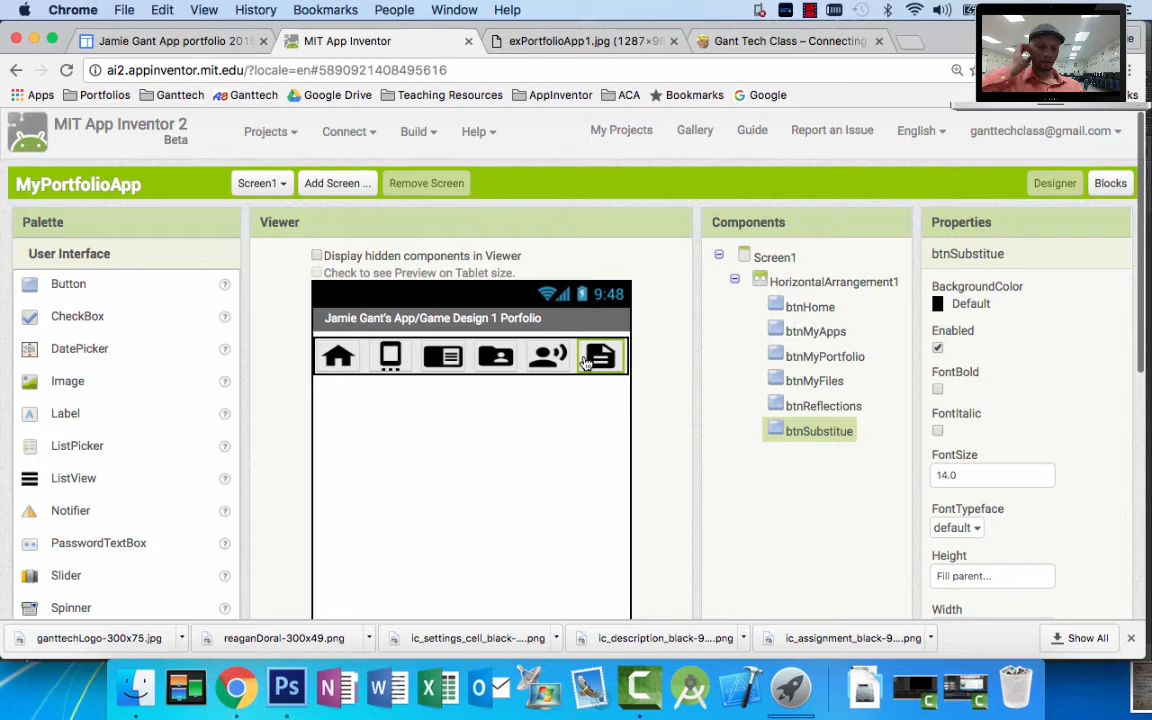 Chrome File Edit View History Bookmarks People Window Help
Jamie Gant App portfolio 2016 MIT App Inventor exPortfolioApp1.jpg (1287×98 Gant Tech Class – Connecting
ai2.appinventor.mit.edu/?locale=en#5890921408495616
Apps Portfolios Ganttech Ganttech Google Drive Teaching Resources AppInventor ACA Bookmarks Google
MIT App Inventor 2
Beta
Projects Connect Build Help My Projects Gallery Guide Report an Issue English ganttechclass@gmail.com
MyPortfolioApp Screen1 Add Screen ... Remove Screen Designer Blocks
Palette Viewer Components Properties
User Interface
Button
CheckBox
DatePicker
Image
Label
ListPicker
ListView
Notifier
PasswordTextBox
Slider
Spinner
Display hidden components in Viewer
Check to see Preview on Tablet size.
9:48
Jamie Gant's App/Game Design 1 Porfolio
Screen1
HorizontalArrangement1
btnHome
btnMyApps
btnMyPortfolio
btnMyFiles
btnReflections
btnSubstitue
btnSubstitue
BackgroundColor
Default
Enabled
FontBold
FontItalic
FontSize
14.0
FontTypeface
default
Height
Fill parent...
Width
ganttechLogo-300x75.jpg reaganDoral-300x49.png ic_settings_cell_black-....png ic_description_black-9....png ic_assignment_black-9....png Show All